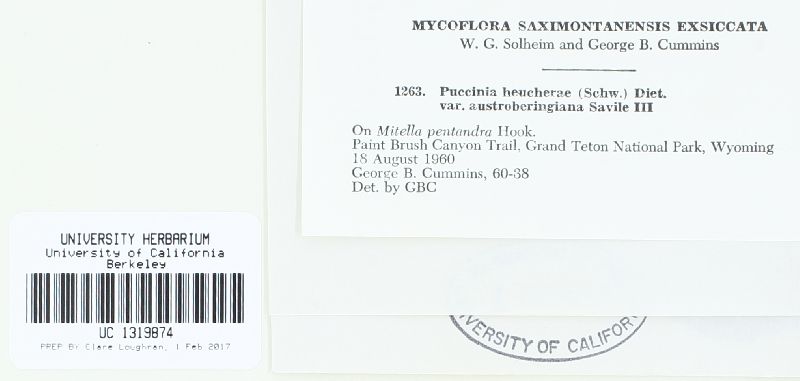 MYCOFLORA SAXIMONTANENSIS EXSICCATA
W. G. Solheim and George B. Cummins
1263. Puccinia heucherae (Schw.) Diet.
var. austroberingiana Savile III
On Mitella pentandra Hook.
Paint Brush Canyon Trail, Grand Teton National Park, Wyoming
18 August 1960
George B. Cummins, 60-38
Det. by GBC
UNIVERSITY HERBARIUM
University of California
Berkeley
UC 1319874
PREP BY Clare Loughran, 1 Feb 2017
VERSITY OF CALIFOR